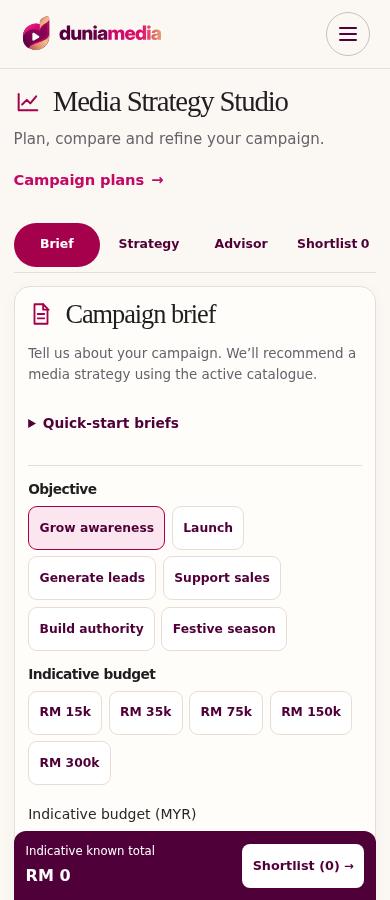 duniamedia
Media Strategy Studio
Plan, compare and refine your campaign.
Campaign plans →
Brief Strategy Advisor Shortlist 0
Campaign brief
Tell us about your campaign. We’ll recommend a
media strategy using the active catalogue.
▶ Quick-start briefs
Objective
Grow awareness Launch
Generate leads Support sales
Build authority Festive season
Indicative budget
RM 15k RM 35k RM 75k RM 150k
RM 300k
Indicative budget (MYR)
Indicative known total
RM 0
Shortlist (0) →